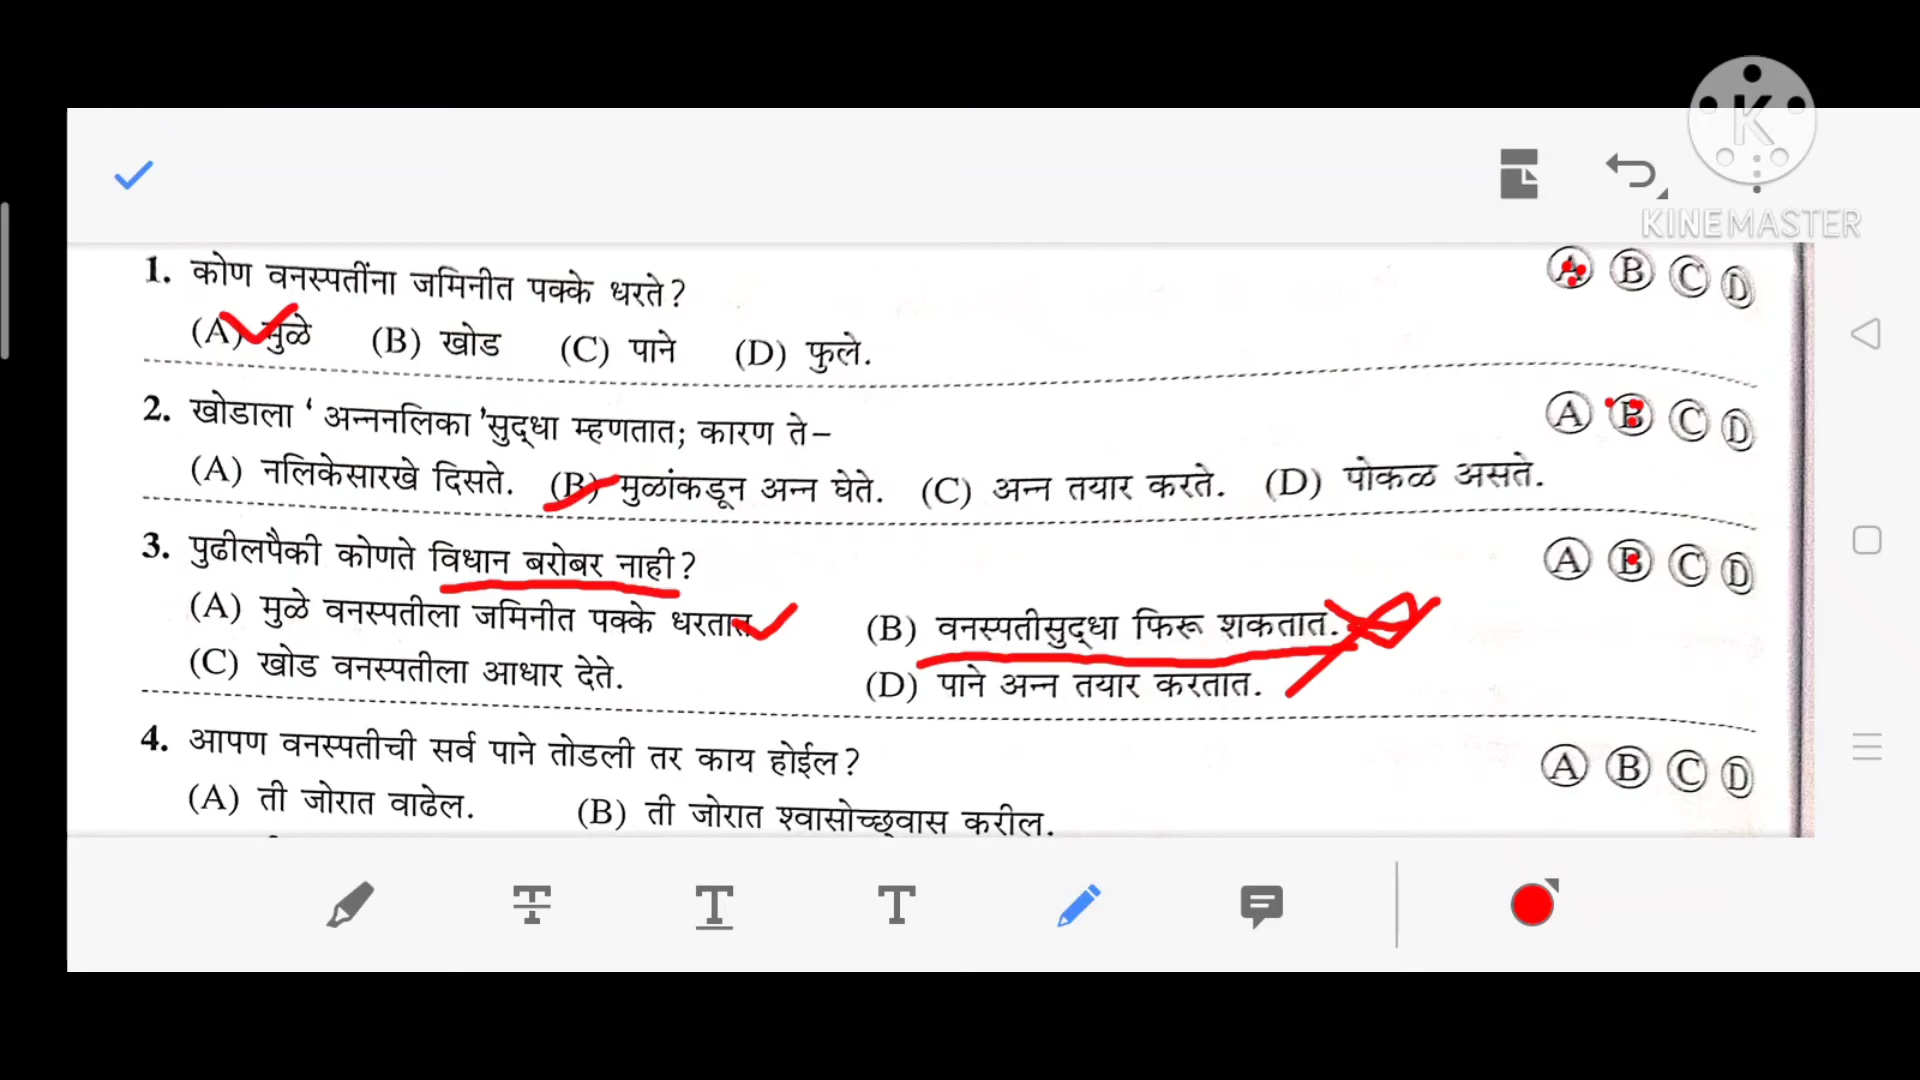 K
KINEMASTER
1. कोण वनस्पतींना जमिनीत पक्के धरते? Ⓐ Ⓑ Ⓒ Ⓓ
(A) मुळे (B) खोड (C) पाने (D) फुले.
2. खोडाला ‘ अन्ननलिका ’सुद्धा म्हणतात; कारण ते– Ⓐ Ⓑ Ⓒ Ⓓ
(A) नलिकेसारखे दिसते. (B) मुळांकडून अन्न घेते. (C) अन्न तयार करते. (D) पोकळ असते.
3. पुढीलपैकी कोणते विधान बरोबर नाही? Ⓐ Ⓑ Ⓒ Ⓓ
(A) मुळे वनस्पतीला जमिनीत पक्के धरतात (B) वनस्पतीसुद्धा फिरू शकतात.
(C) खोड वनस्पतीला आधार देते. (D) पाने अन्न तयार करतात.
4. आपण वनस्पतीची सर्व पाने तोडली तर काय होईल? Ⓐ Ⓑ Ⓒ Ⓓ
(A) ती जोरात वाढेल. (B) ती जोरात श्वासोच्छ्वास करील.
T T T